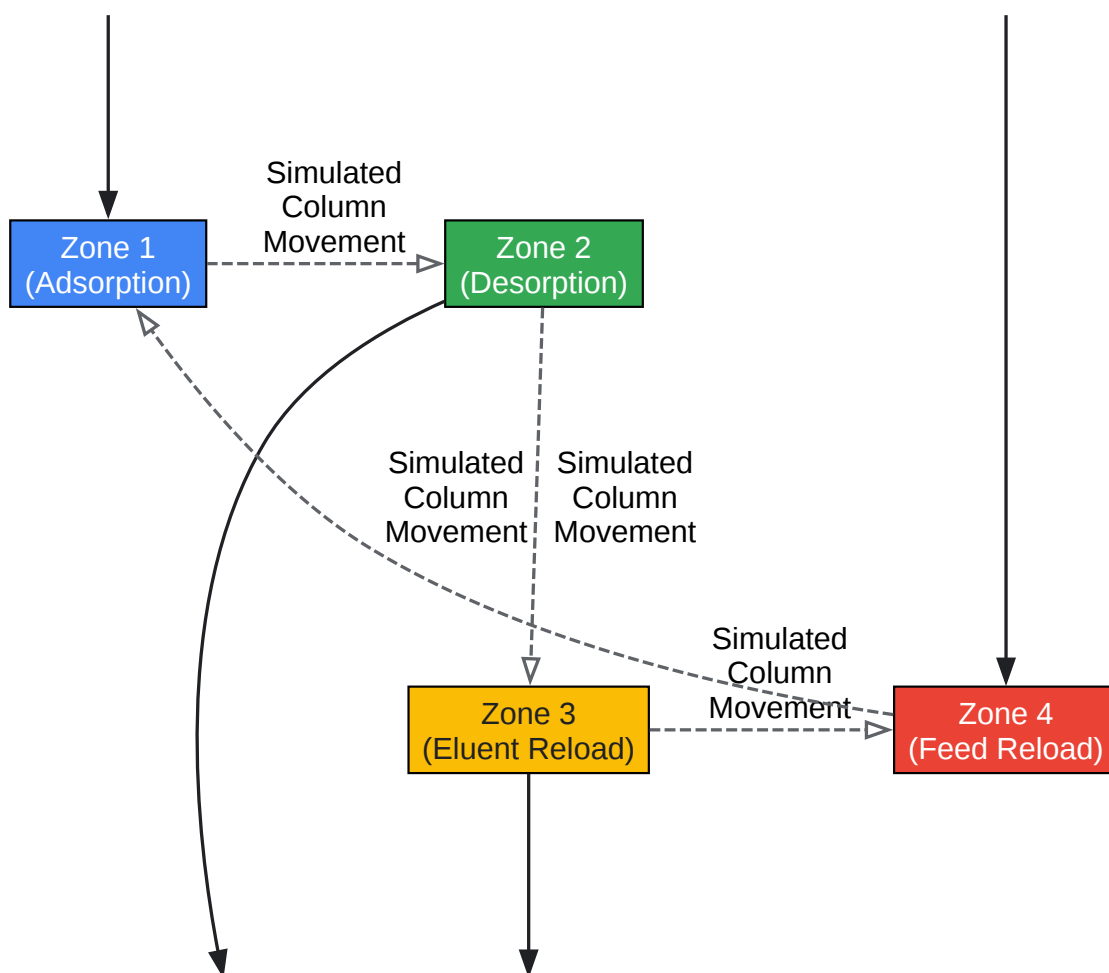 Simulated
Column
Movement
Zone 1
(Adsorption)
Zone 2
(Desorption)
Simulated
Column
Movement
Simulated
Column
Movement
Simulated
Column
Movement
Zone 3
(Eluent Reload)
Zone 4
(Feed Reload)